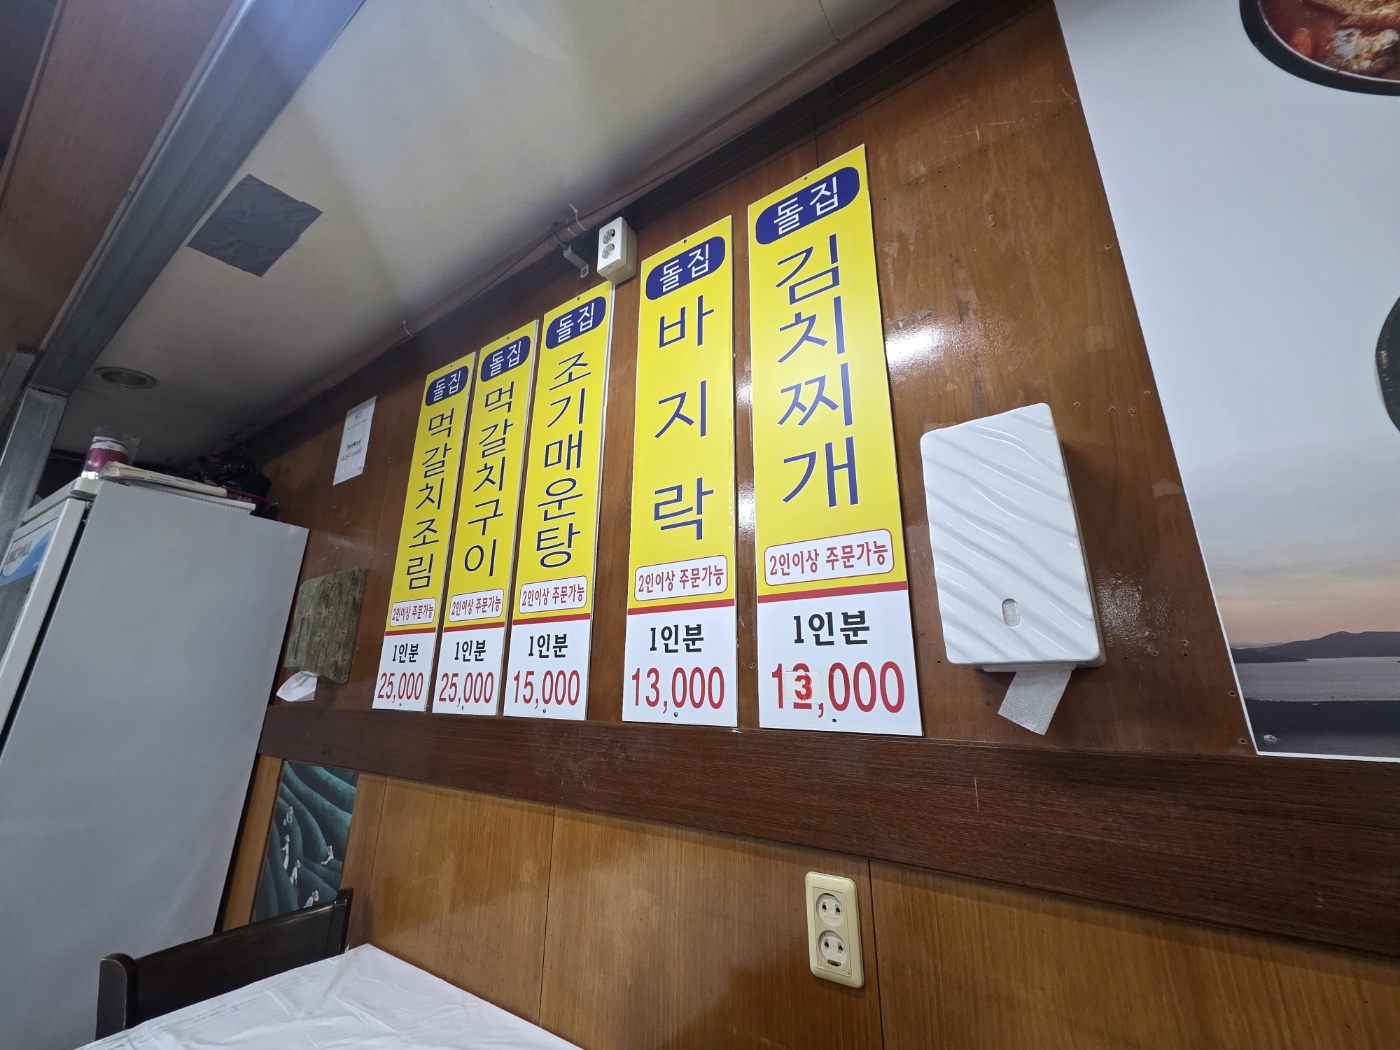 돌집
먹갈치조림
2인이상 주문가능
1인분
25,000
돌집
먹갈치구이
2인이상 주문가능
1인분
25,000
돌집
조기매운탕
2인이상 주문가능
1인분
15,000
돌집
바지락
2인이상 주문가능
1인분
13,000
돌집
김치찌개
2인이상 주문가능
1인분
13,000